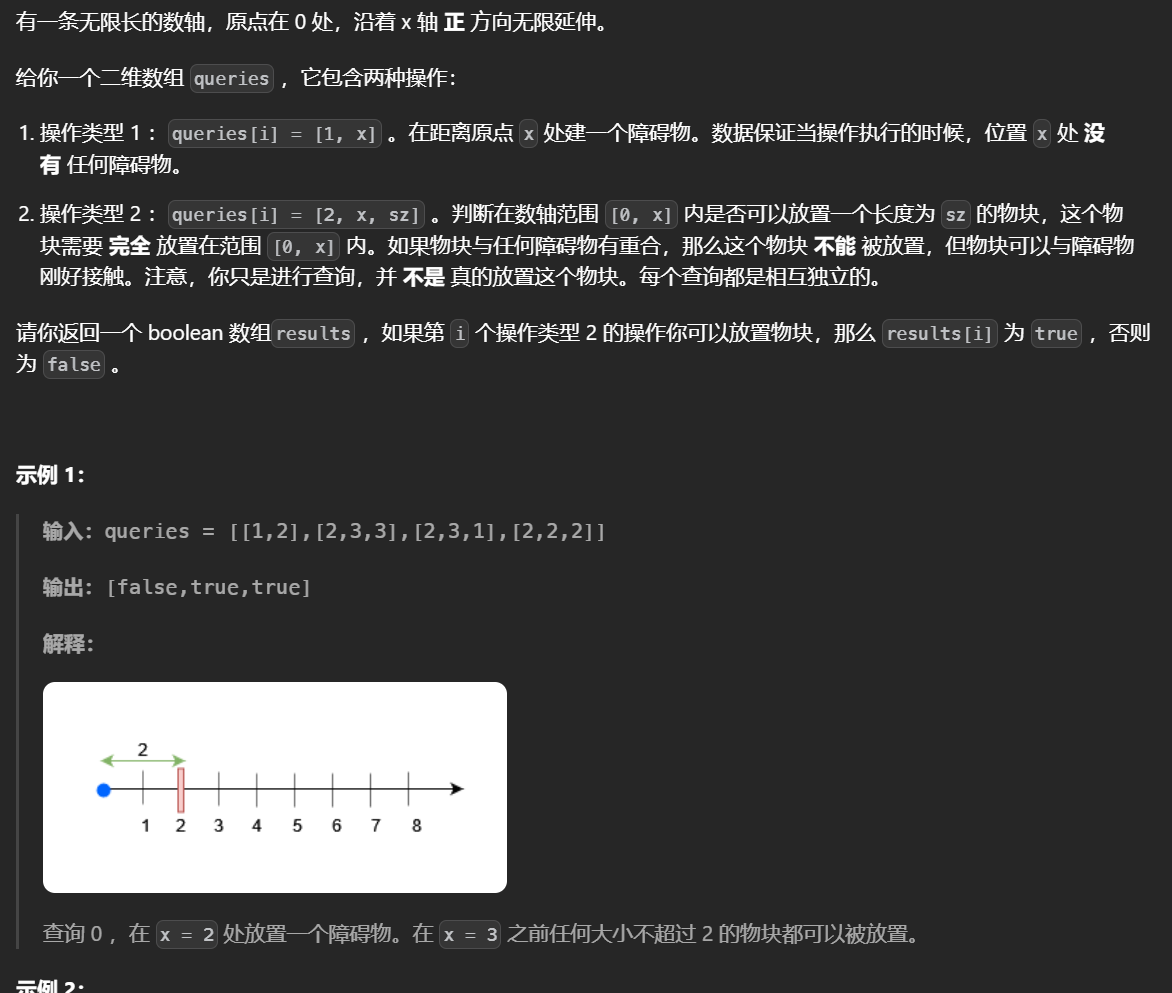 有一条无限长的数轴，原点在 0 处，沿着 x 轴 正 方向无限延伸。
给你一个二维数组 queries ，它包含两种操作：
1. 操作类型 1 ：queries[i] = [1, x] 。在距离原点 x 处建一个障碍物。数据保证当操作执行的时候，位置 x 处 没
有 任何障碍物。
2. 操作类型 2 ：queries[i] = [2, x, sz] 。判断在数轴范围 [0, x] 内是否可以放置一个长度为 sz 的物块，这个物
块需要 完全 放置在范围 [0, x] 内。如果物块与任何障碍物有重合，那么这个物块 不能 被放置，但物块可以与障碍物
刚好接触。注意，你只是进行查询，并 不是 真的放置这个物块。每个查询都是相互独立的。
请你返回一个 boolean 数组results ，如果第 i 个操作类型 2 的操作你可以放置物块，那么 results[i] 为 true ，否则
为 false 。
示例 1：
输入：queries = [[1,2],[2,3,3],[2,3,1],[2,2,2]]
输出：[false,true,true]
解释：
2
1 2 3 4 5 6 7 8
查询 0 ，在 x = 2 处放置一个障碍物。在 x = 3 之前任何大小不超过 2 的物块都可以被放置。
示例 2：